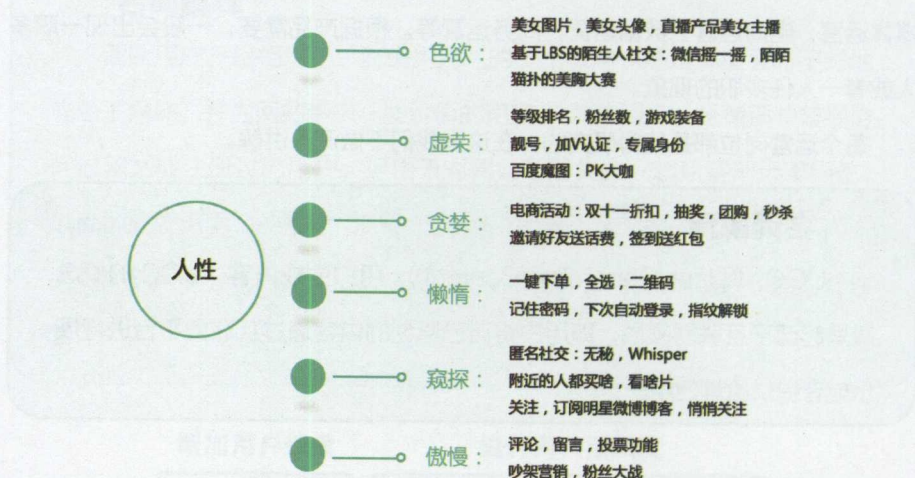 美女图片，美女头像，直播产品美女主播
色欲：
基于LBS的陌生人社交：微信摇一摇，陌陌
猫扑的美胸大赛
等级排名，粉丝数，游戏装备
虚荣：
靓号，加V认证，专属身份
百度魔图：PK大咖
人性
电商活动：双十一折扣，抽奖，团购，秒杀
贪婪：
邀请好友送话费，签到送红包
一键下单，全选，二维码
懒惰：
记住密码，下次自动登录，指纹解锁
匿名社交：无秘，Whisper
窥探：
附近的人都买啥，看啥片
关注，订阅明星微博博客，悄悄关注
评论，留言，投票功能
傲慢：
吵架营销，粉丝大战